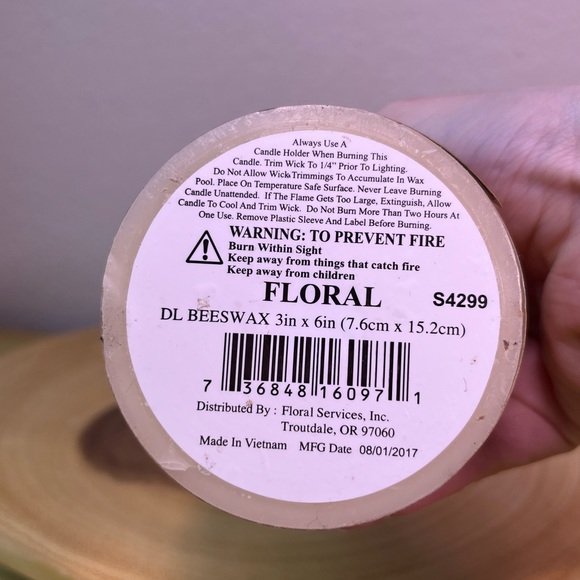 Always Use A
Candle Holder When Burning This
Candle. Trim Wick To 1/4" Prior To Lighting.
Do Not Allow Wick Trimmings To Accumulate In Wax
Pool. Place On Temperature Safe Surface. Never Leave Burning
Candle Unattended. If The Flame Gets Too Large, Extinguish, Allow
Candle To Cool And Trim Wick. Do Not Burn More Than Two Hours At
One Use. Remove Plastic Sleeve And Label Before Burning.
WARNING: TO PREVENT FIRE
Burn Within Sight
Keep away from things that catch fire
Keep away from children
FLORAL S4299
DL BEESWAX 3in x 6in (7.6cm x 15.2cm)
7 36848 16097 1
Distributed By : Floral Services, Inc.
Troutdale, OR 97060
Made In Vietnam MFG Date 08/01/2017